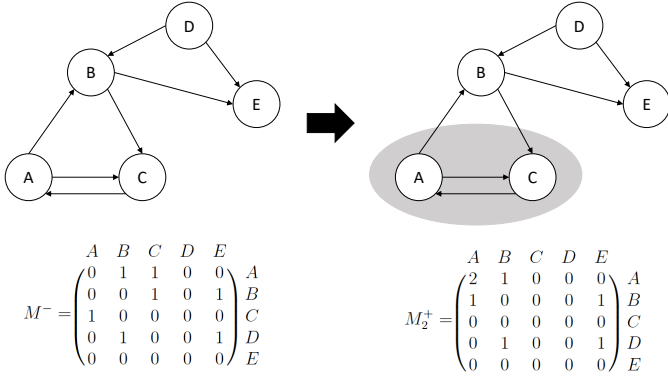 D
B
E
A
C
D
B
E
A
C
A B C D E
0 1 1 0 0 A
0 0 1 0 1 B
M⁻ = 1 0 0 0 0 C
0 1 0 0 1 D
0 0 0 0 0 E
A B C D E
2 1 0 0 0 A
1 0 0 0 1 B
M₂⁺ = 0 0 0 0 0 C
0 1 0 0 1 D
0 0 0 0 0 E